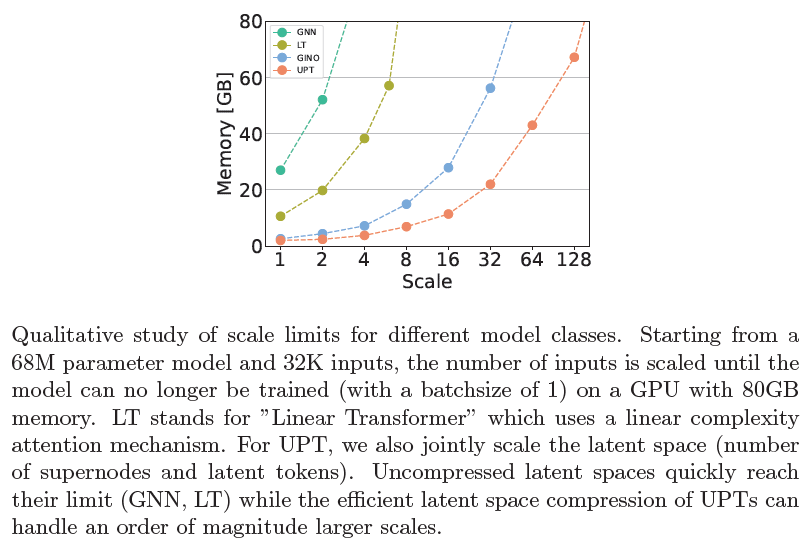 80
60
40
20
0
Memory [GB]
GNN
LT
GINO
UPT
1 2 4 8 16 32 64 128
Scale
Qualitative study of scale limits for different model classes. Starting from a
68M parameter model and 32K inputs, the number of inputs is scaled until the
model can no longer be trained (with a batchsize of 1) on a GPU with 80GB
memory. LT stands for ”Linear Transformer” which uses a linear complexity
attention mechanism. For UPT, we also jointly scale the latent space (number
of supernodes and latent tokens). Uncompressed latent spaces quickly reach
their limit (GNN, LT) while the efficient latent space compression of UPTs can
handle an order of magnitude larger scales.